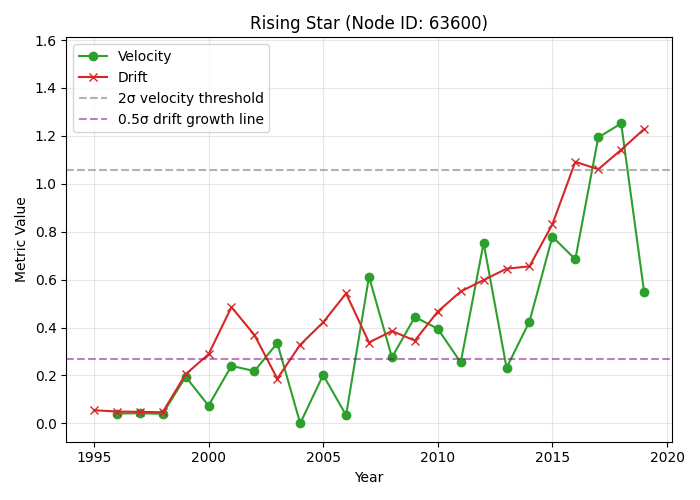 Rising Star (Node ID: 63600)
Velocity
Drift
2σ velocity threshold
0.5σ drift growth line
Metric Value
1.6
1.4
1.2
1.0
0.8
0.6
0.4
0.2
0.0
1995 2000 2005 2010 2015 2020
Year